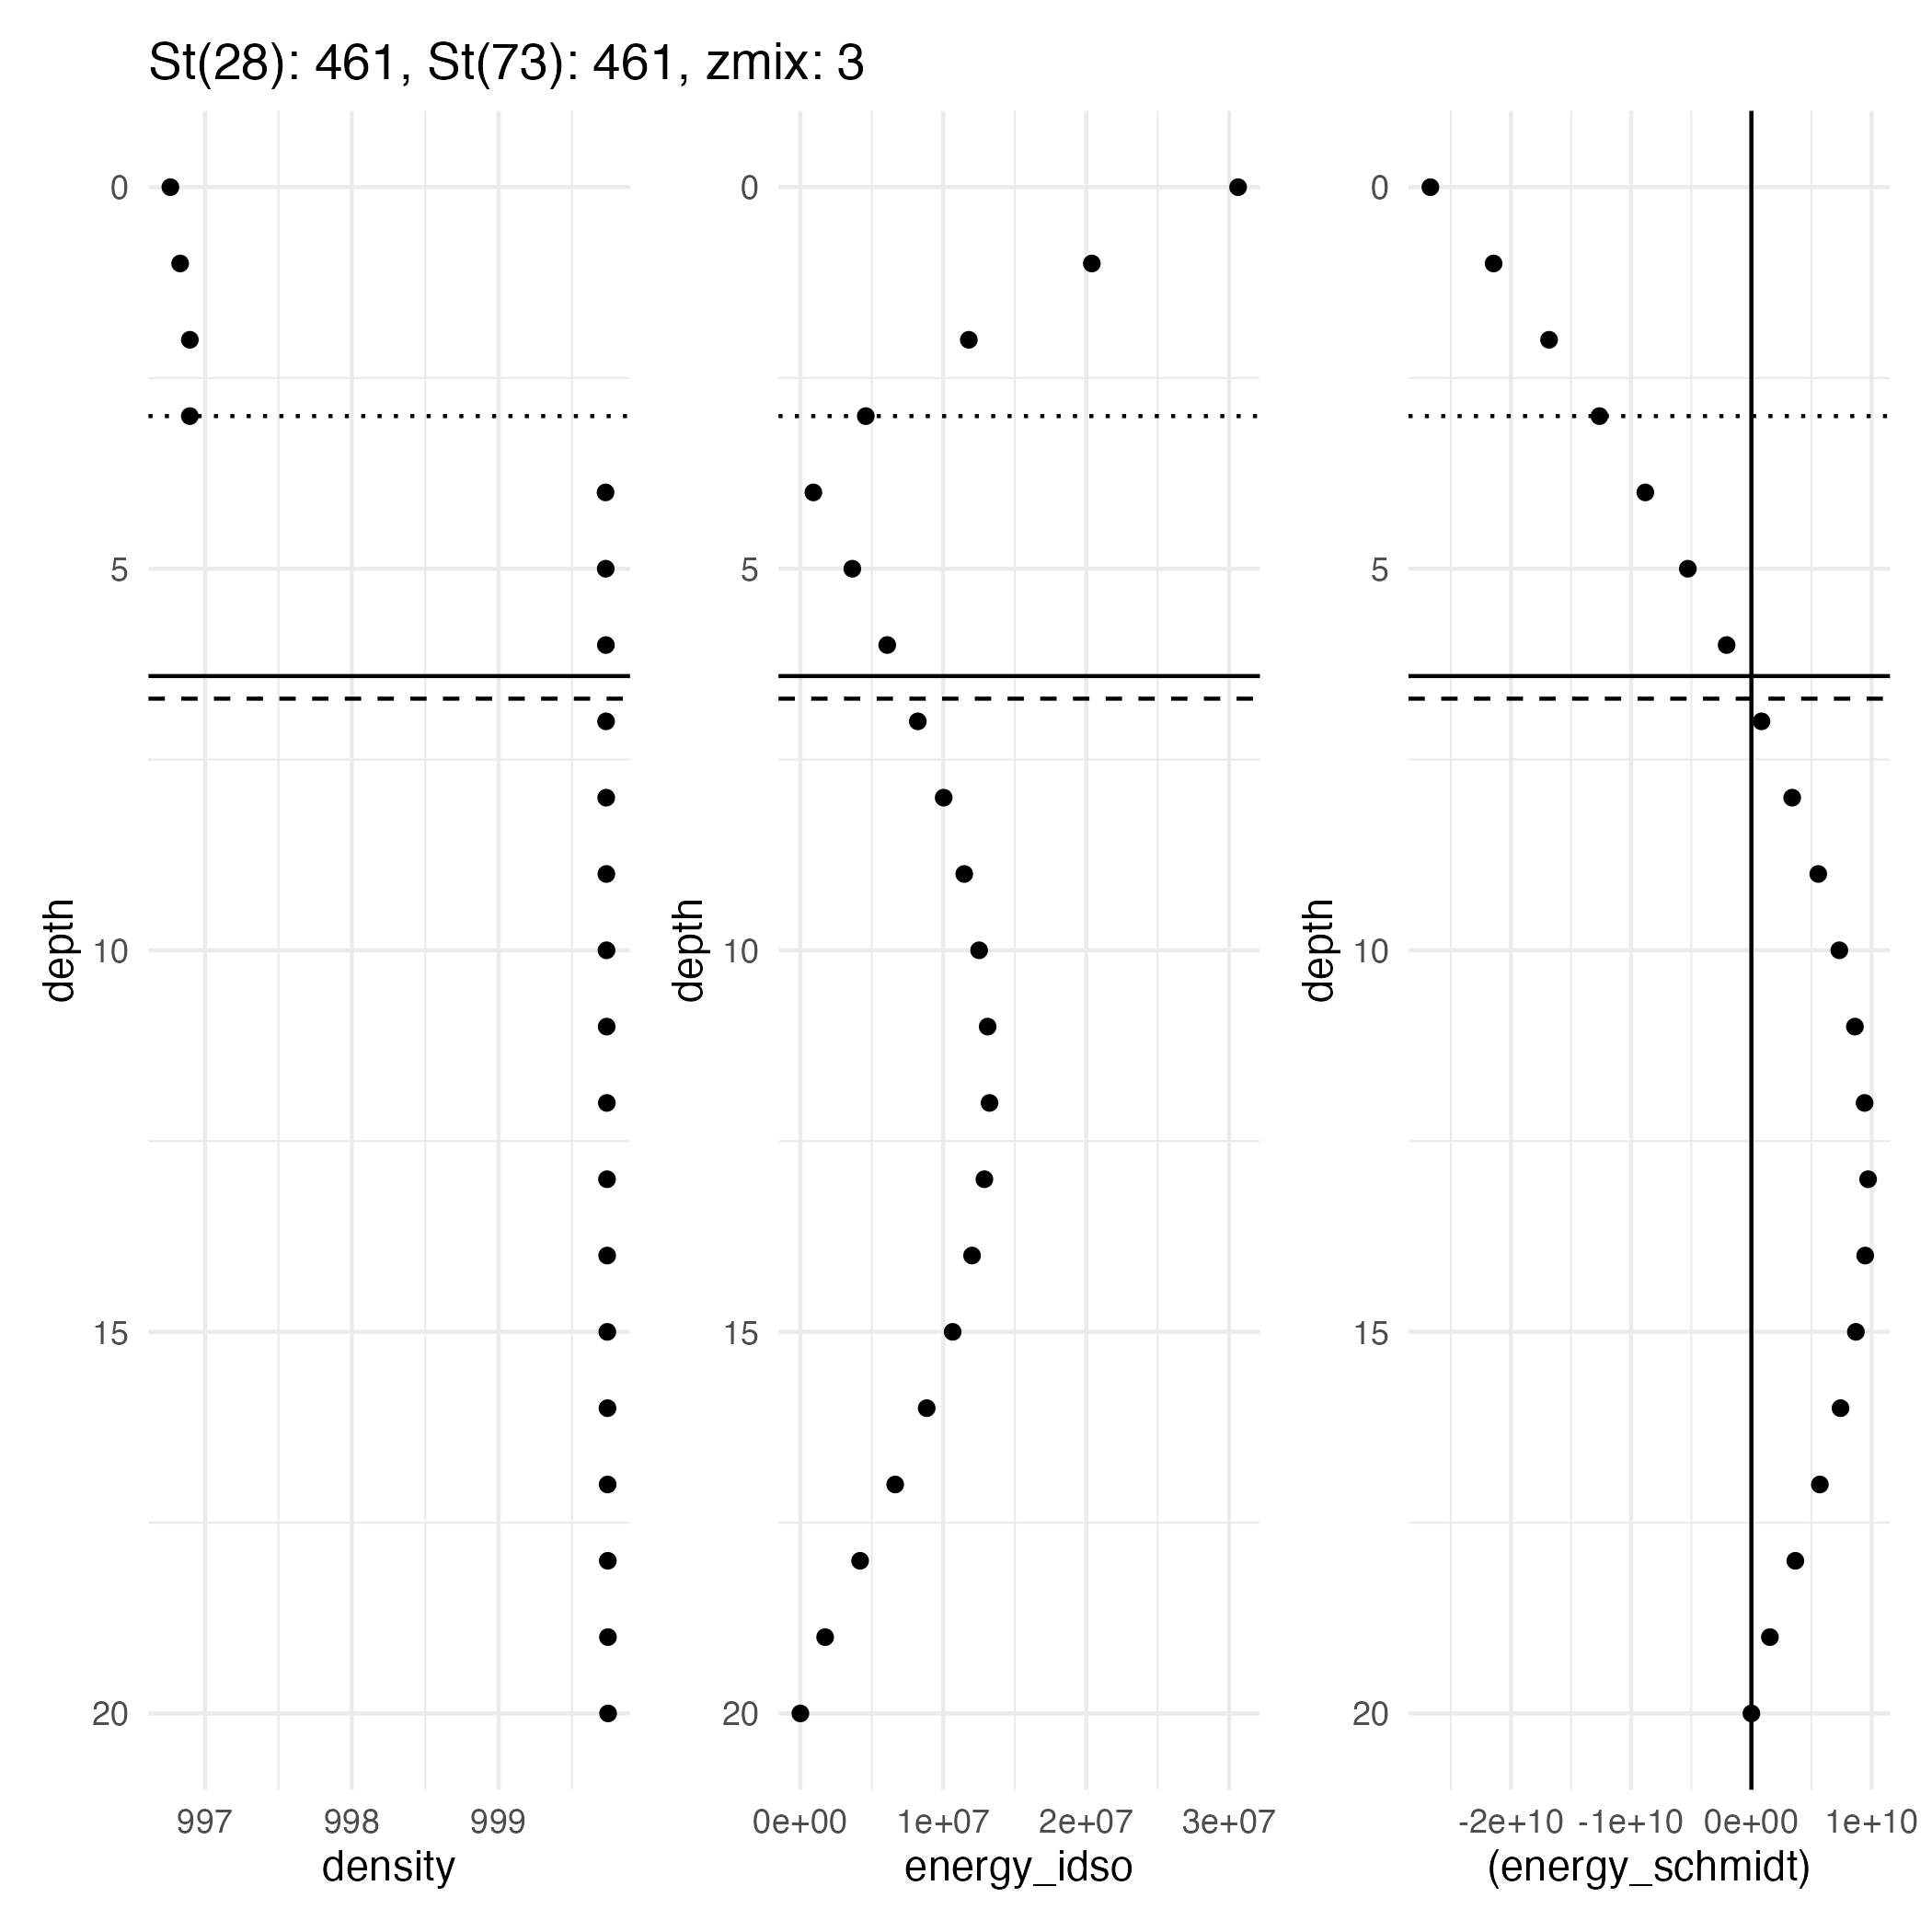 St(28): 461, St(73): 461, zmix: 3
0
5
10
15
20
depth
997 998 999
density
0
5
10
15
20
depth
0e+00 1e+07 2e+07 3e+07
energy_idso
0
5
10
15
20
depth
-2e+10 -1e+10 0e+00 1e+10
(energy_schmidt)